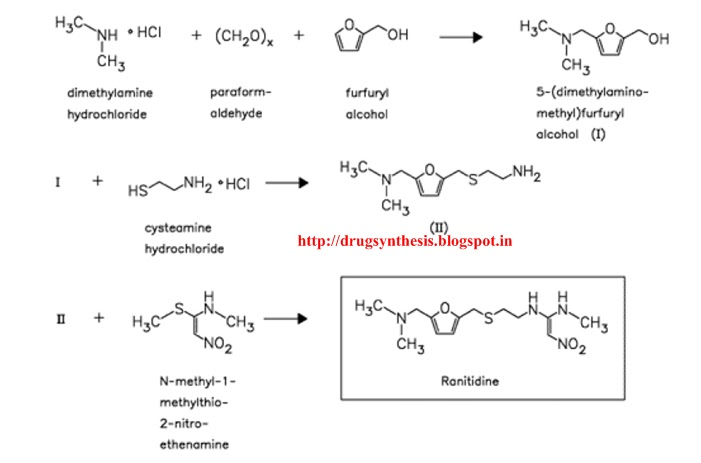 H₃C NH • HCl + (CH₂O)ₓ + O OH H₃C N O OH
CH₃ CH₃
dimethylamine paraform- furfuryl 5-(dimethylamino-
hydrochloride aldehyde alcohol methyl)furfuryl
alcohol (I)
I + HS NH₂ • HCl H₃C N O S NH₂
CH₃
cysteamine (II)
hydrochloride http://drugsynthesis.blogspot.in
II + H₃C S H N CH₃ H₃C N O S H N H N CH₃
NO₂ CH₃ NO₂
N-methyl-1- Ranitidine
methylthio-
2-nitro-
ethenamine